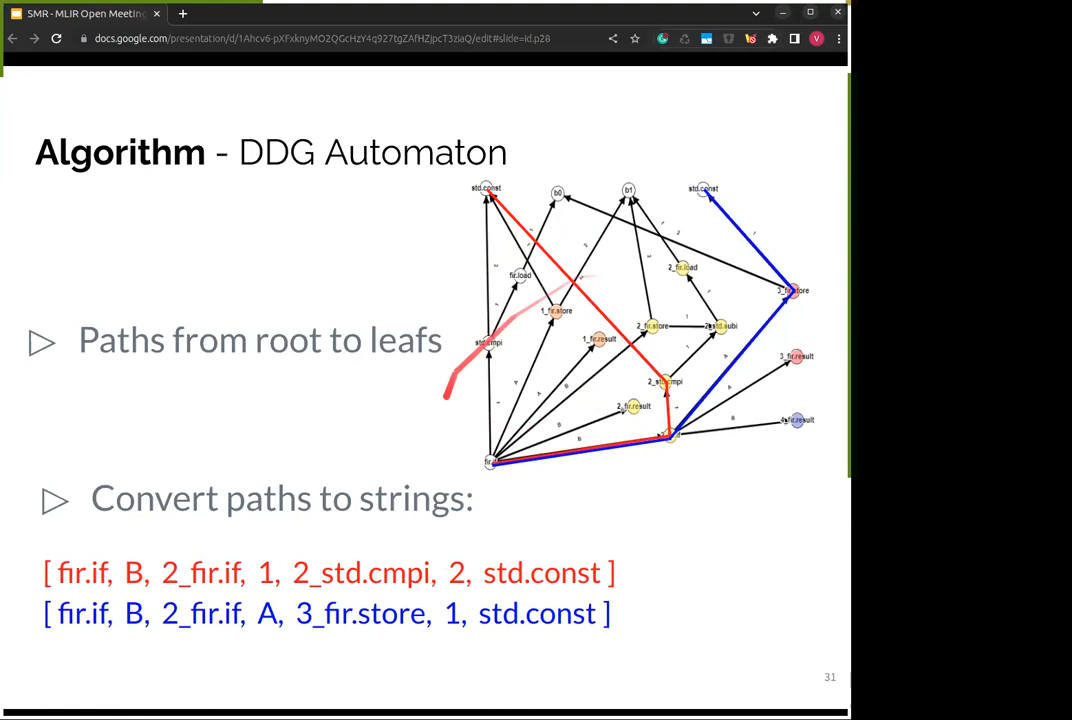 SMR - MLIR Open Meetin
docs.google.com/presentation/d/1Ahcv6-pXFxknyMO2QGcHzY4q927tgZAfHZjpcT3ziaQ/edit#slide=id.p28
V
Algorithm - DDG Automaton
std.const
b0
b1
std.const
fir.load
2_fir.load
3_fir.store
1_fir.store
2_fir.store
2_std.subi
Paths from root to leafs
std.cmpi
1_fir.result
3_fir.result
2_std.cmpi
2_fir.result
4_fir.result
Convert paths to strings:
[ fir.if, B, 2_fir.if, 1, 2_std.cmpi, 2, std.const ]
[ fir.if, B, 2_fir.if, A, 3_fir.store, 1, std.const ]
31